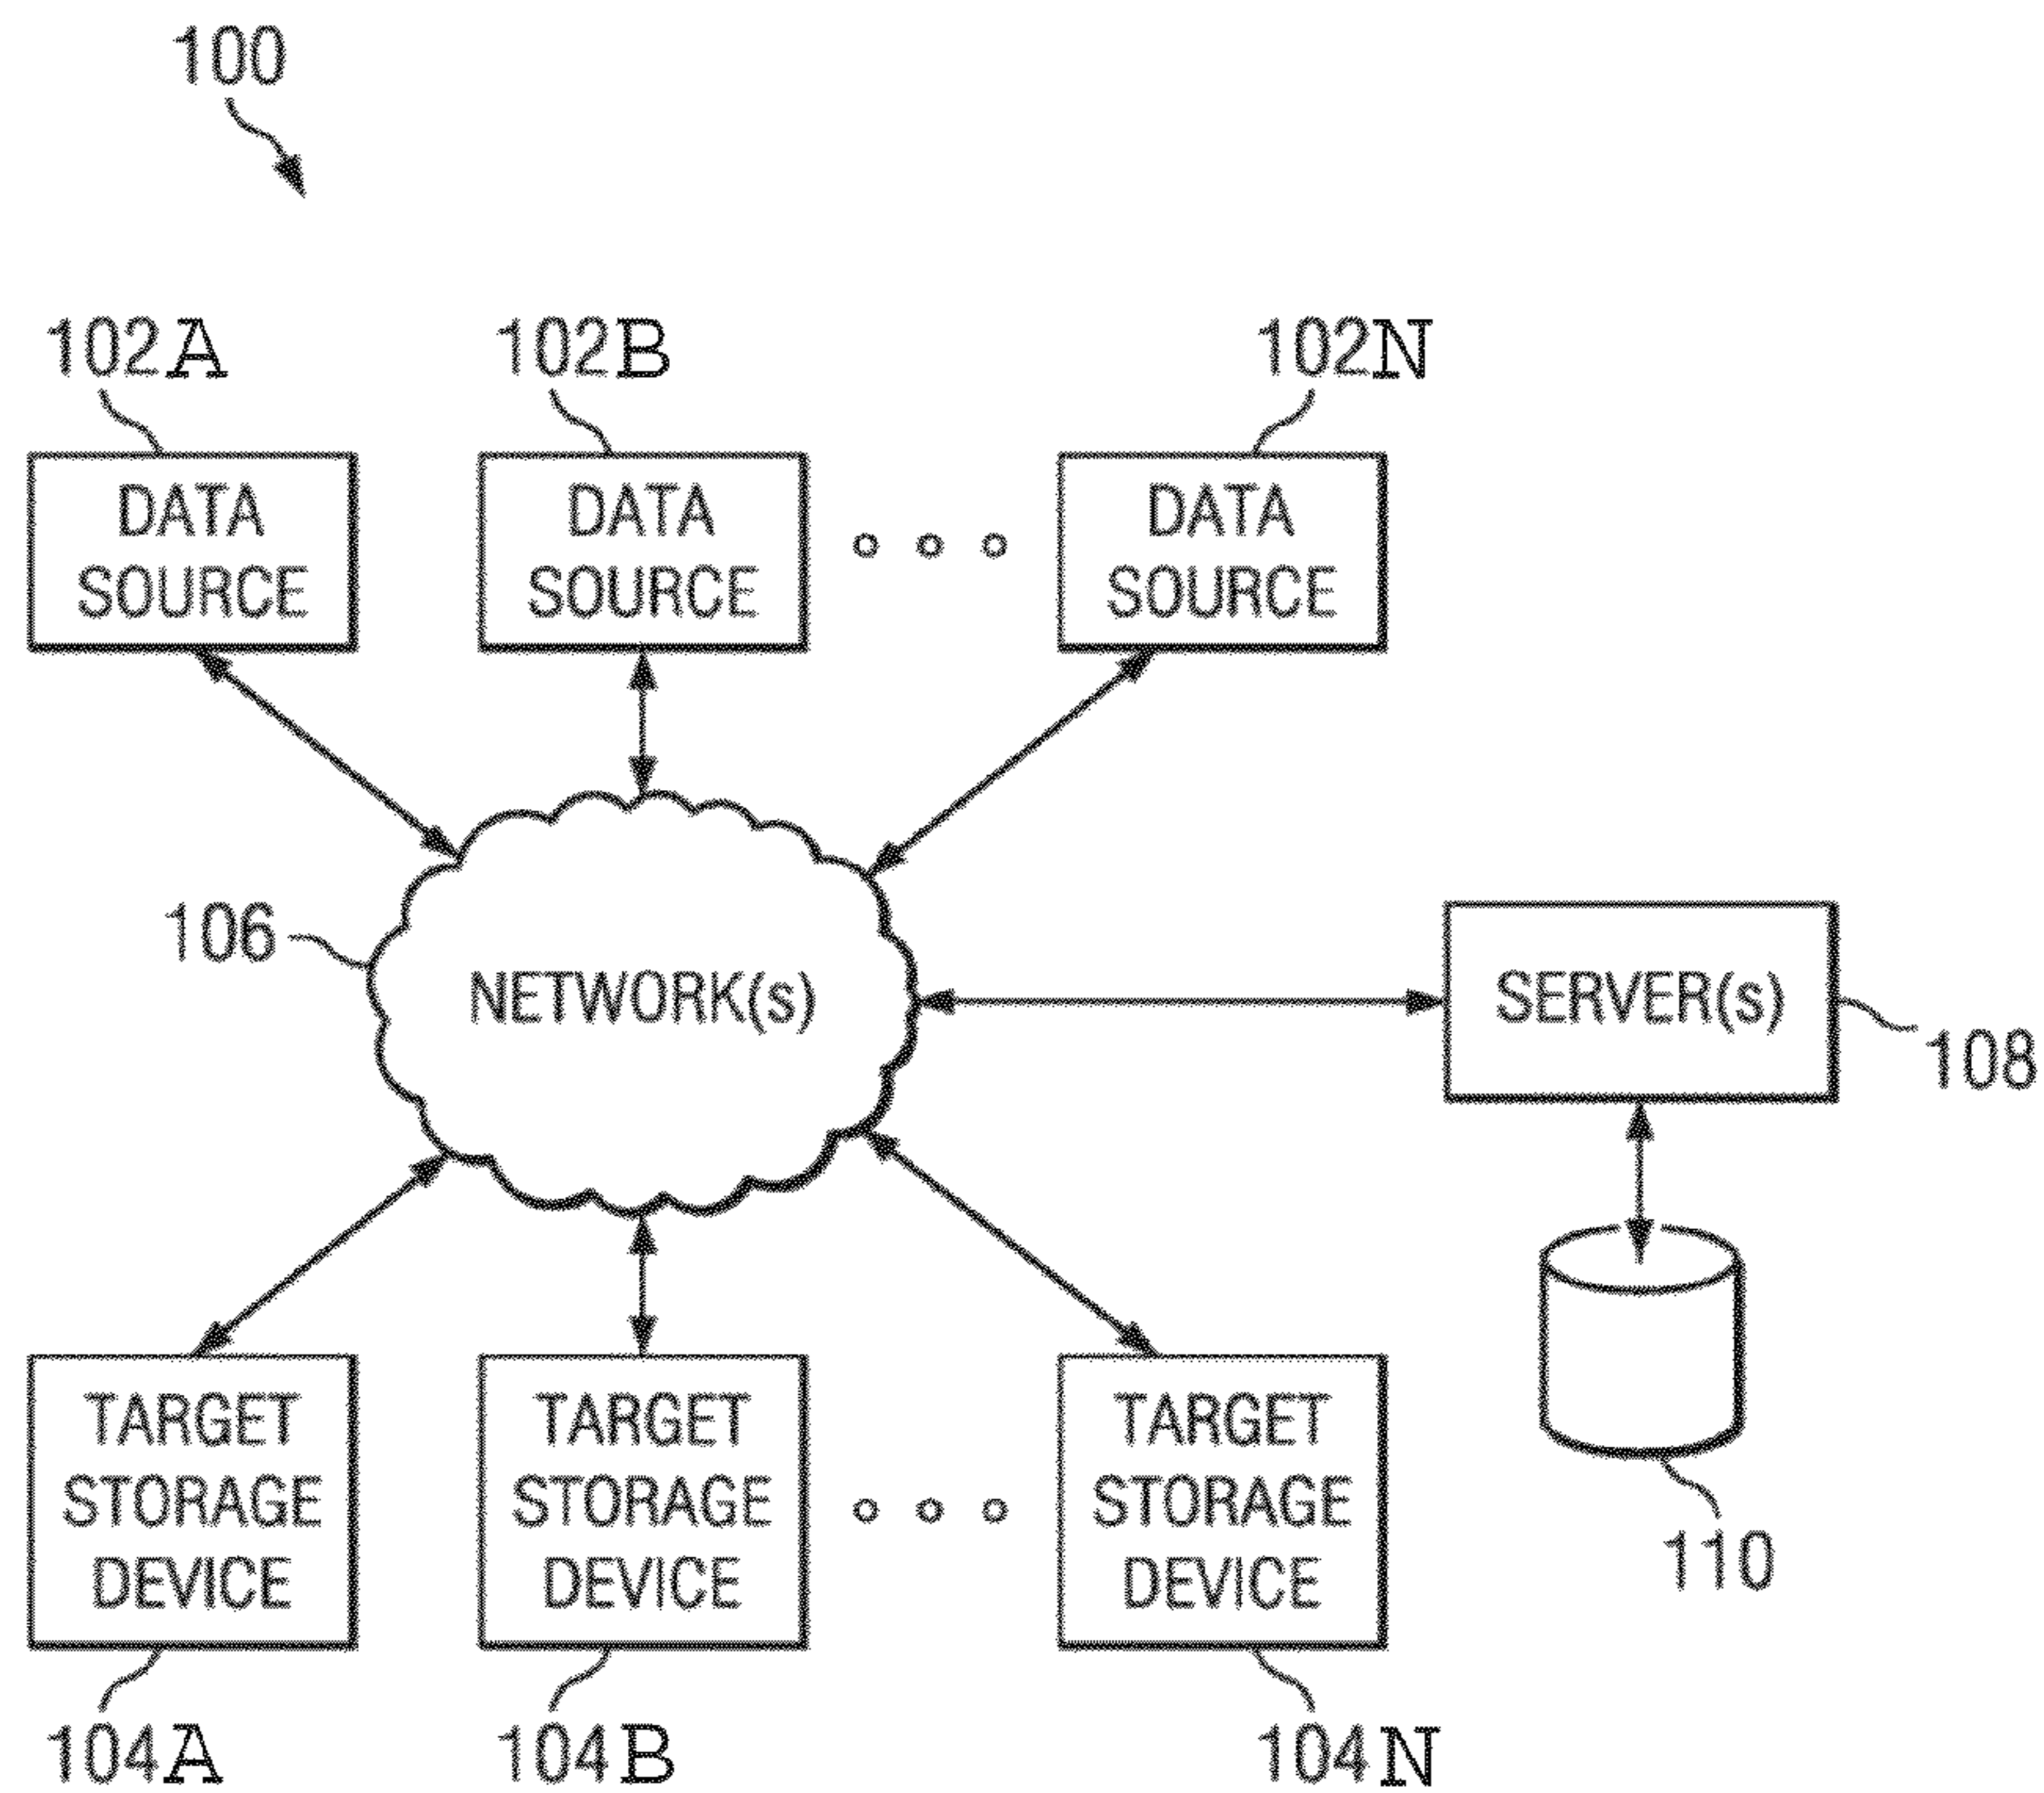 100
102A 102B 102N
DATA DATA DATA
SOURCE SOURCE SOURCE
106
NETWORK(s) SERVER(s)
108
TARGET TARGET TARGET
STORAGE STORAGE STORAGE
DEVICE DEVICE DEVICE
110
104A 104B 104N